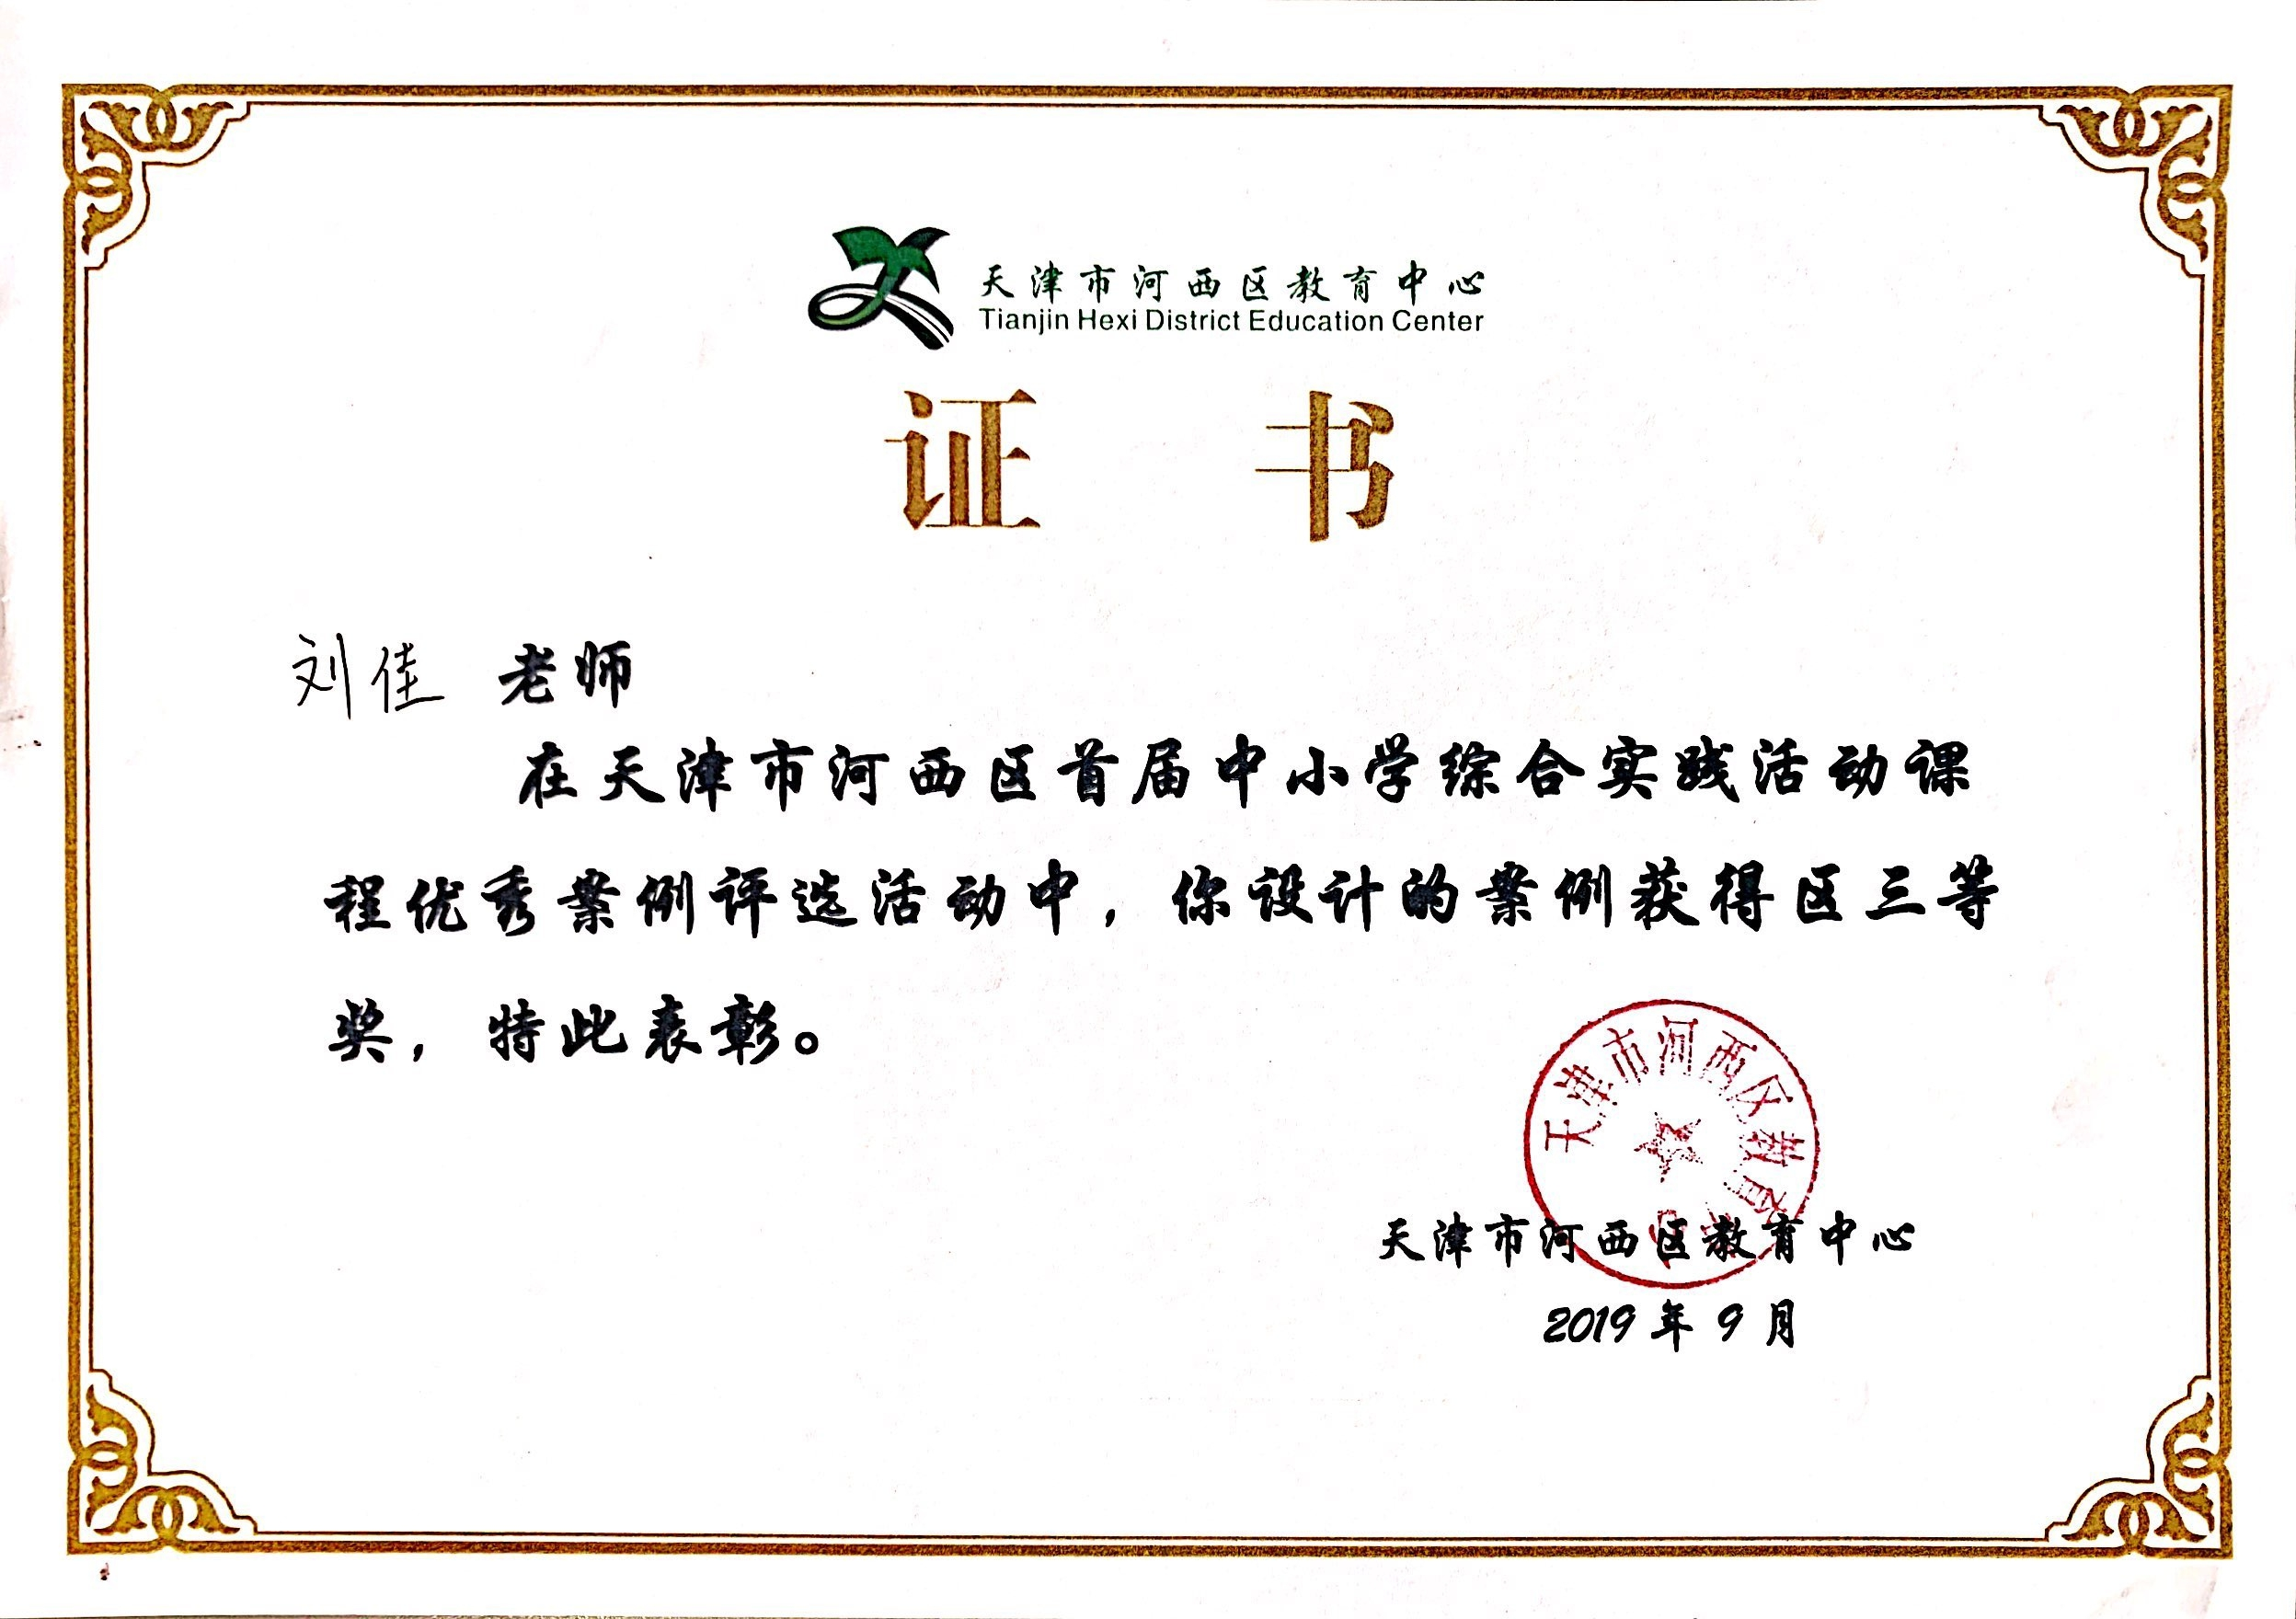 天津市河西区教育中心
Tianjin Hexi District Education Center
证书
刘佳 老师
在天津市河西区首届中小学综合实践活动课
程优秀案例评选活动中，你设计的案例获得区三等
奖，特此表彰。
天津市河西区教育中心
天津市河西区教育中心
2019年9月